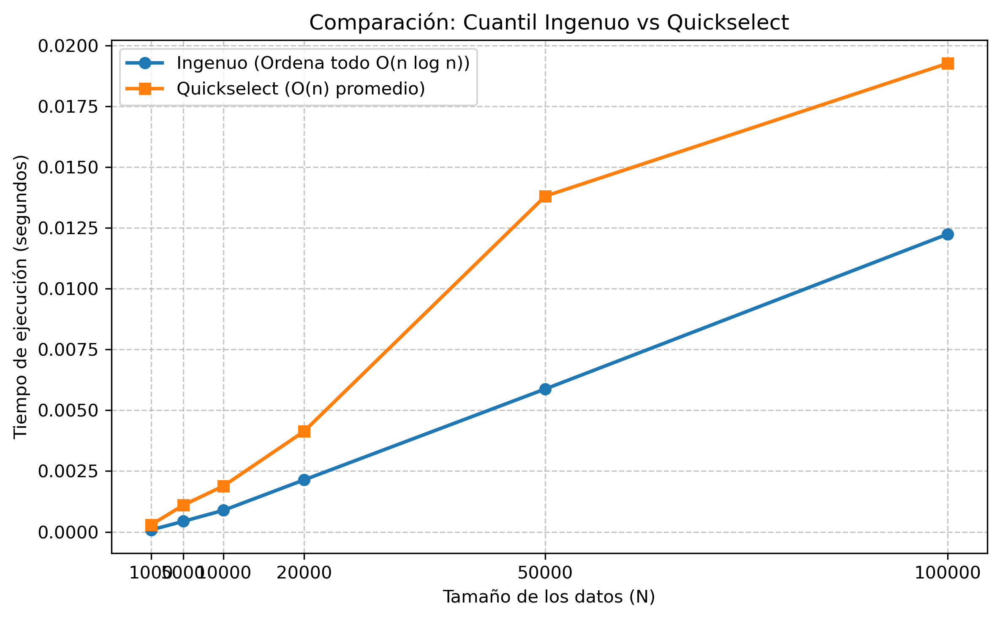 Comparación: Cuantil Ingenuo vs Quickselect
Ingenuo (Ordena todo O(n log n))
Quickselect (O(n) promedio)
Tiempo de ejecución (segundos)
0.0200
0.0175
0.0150
0.0125
0.0100
0.0075
0.0050
0.0025
0.0000
1000 5000 10000 20000 50000 100000
Tamaño de los datos (N)